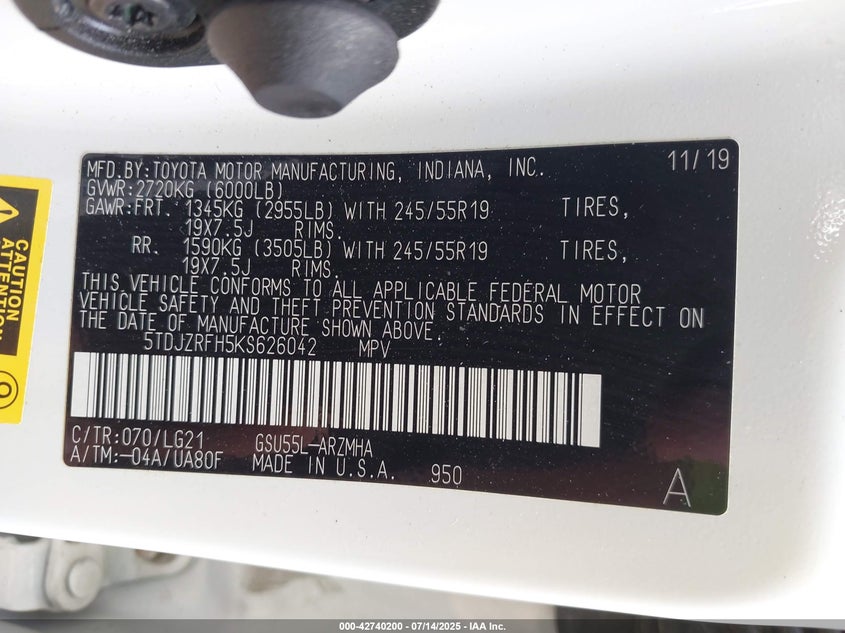 MFD.BY:TOYOTA MOTOR MANUFACTURING, INDIANA, INC. 11/19
GVWR:2720KG (6000LB)
GAWR:FRT. 1345KG (2955LB) WITH 245/55R19 TIRES,
19X7.5J RIMS.
RR. 1590KG (3505LB) WITH 245/55R19 TIRES,
19X7.5J RIMS.
THIS VEHICLE CONFORMS TO ALL APPLICABLE FEDERAL MOTOR
VEHICLE SAFETY AND THEFT PREVENTION STANDARDS IN EFFECT ON
THE DATE OF MANUFACTURE SHOWN ABOVE.
5TDJZRFH5KS626042 MPV
C/TR:070/LG21 GSU55L-ARZMHA
A/TM:-04A/UA80F MADE IN U.S.A. 950
A
CAUTION
ATTENTION
000-42740200 - 07/14/2025 - IAA Inc.